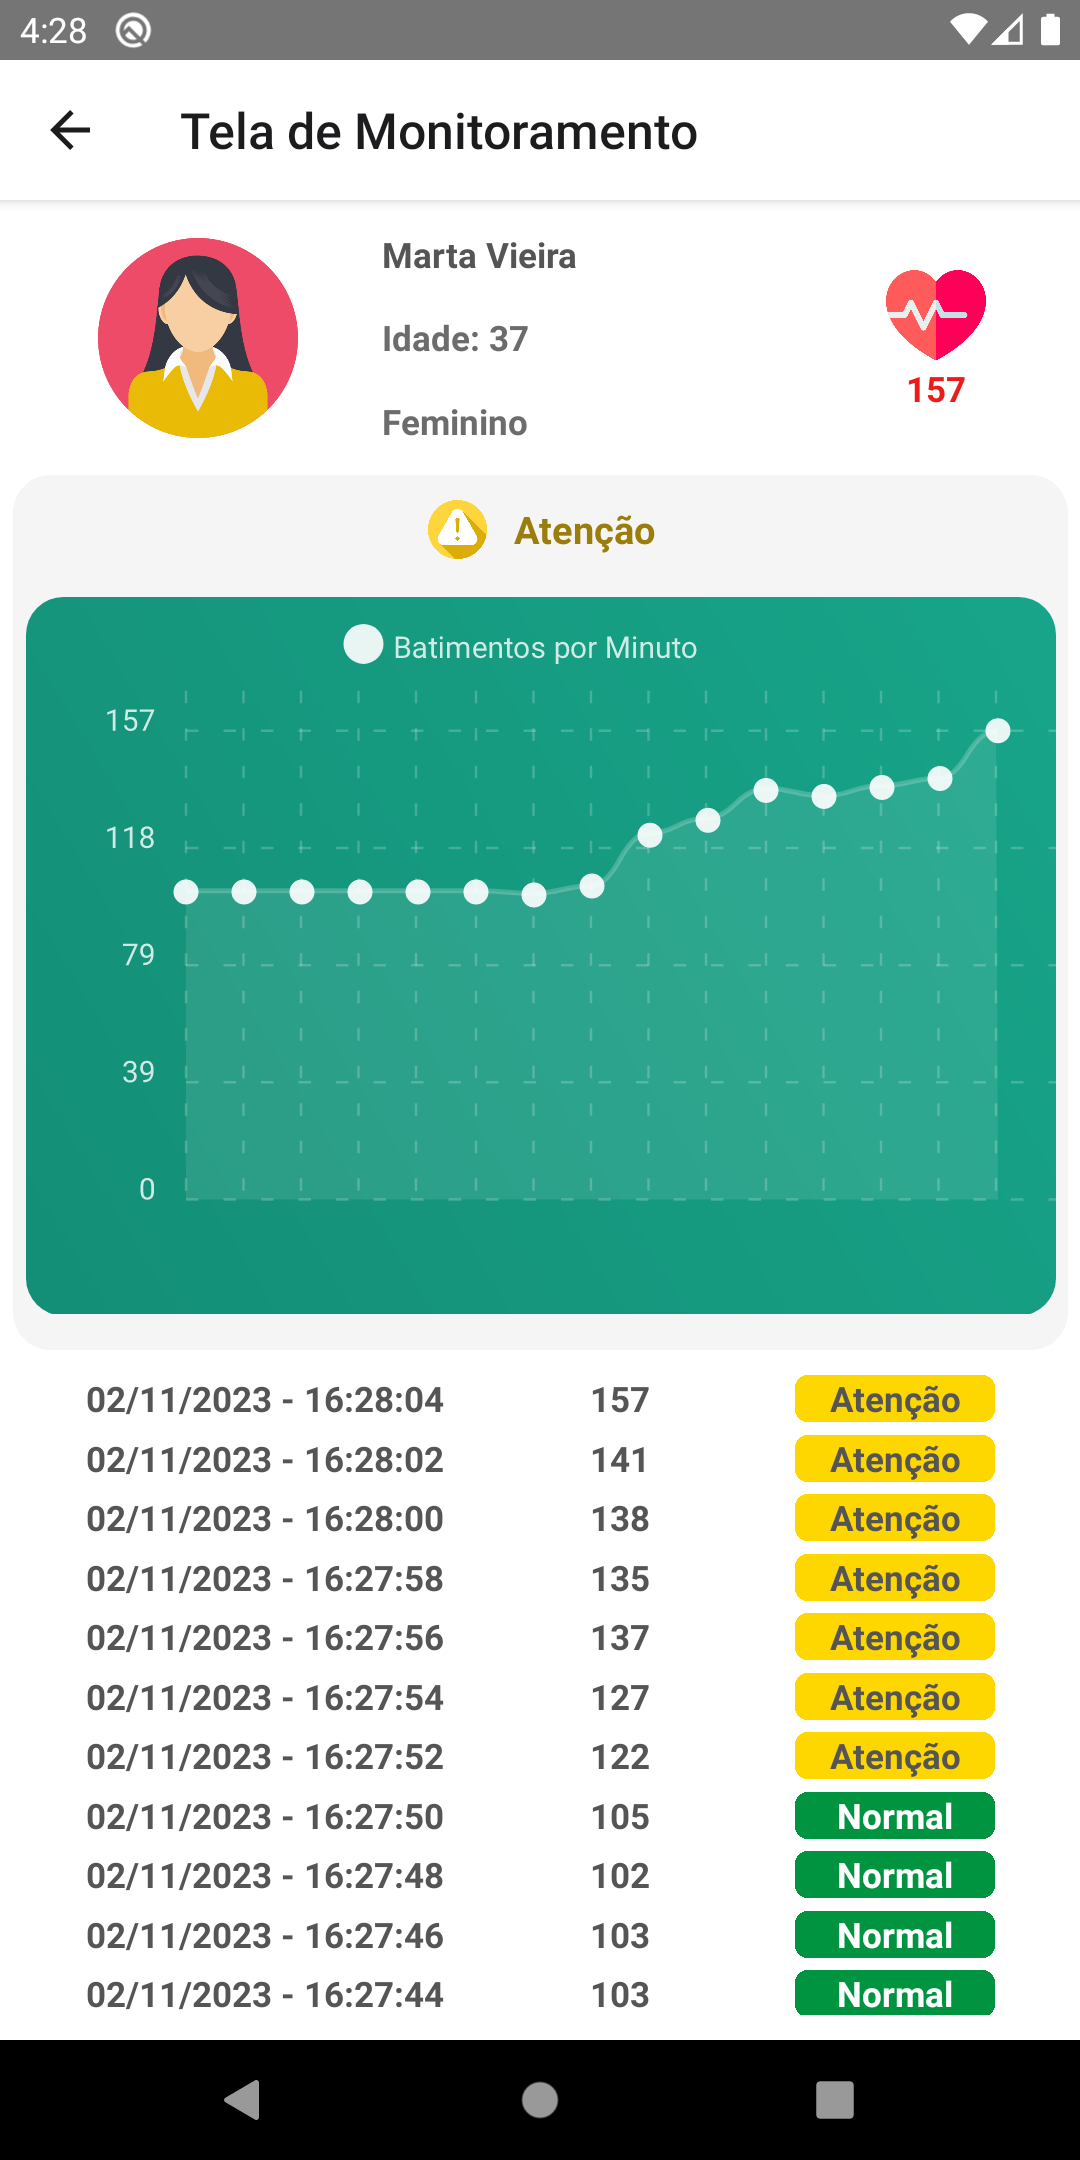 4:28
Tela de Monitoramento
Marta Vieira
Idade: 37
Feminino
157
Atenção
Batimentos por Minuto
157
118
79
39
0
02/11/2023 - 16:28:04 157 Atenção
02/11/2023 - 16:28:02 141 Atenção
02/11/2023 - 16:28:00 138 Atenção
02/11/2023 - 16:27:58 135 Atenção
02/11/2023 - 16:27:56 137 Atenção
02/11/2023 - 16:27:54 127 Atenção
02/11/2023 - 16:27:52 122 Atenção
02/11/2023 - 16:27:50 105 Normal
02/11/2023 - 16:27:48 102 Normal
02/11/2023 - 16:27:46 103 Normal
02/11/2023 - 16:27:44 103 Normal